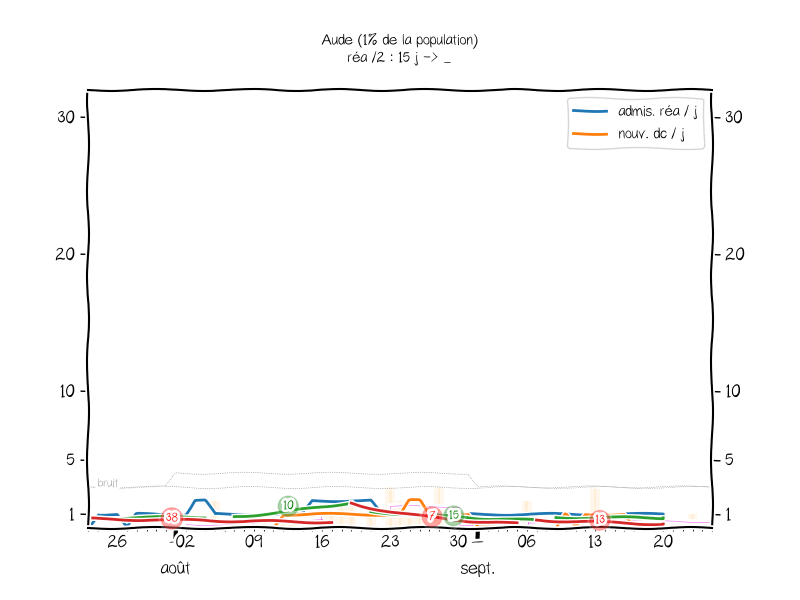 Aude (1% de la population)
réa /2 : 15 j -> _
admis. réa / j
nouv. dc / j
30 30
20 20
10 10
5 5
1 1
bruit
38 10 7 15 13
26 02 09 16 23 30 06 13 20
août sept.